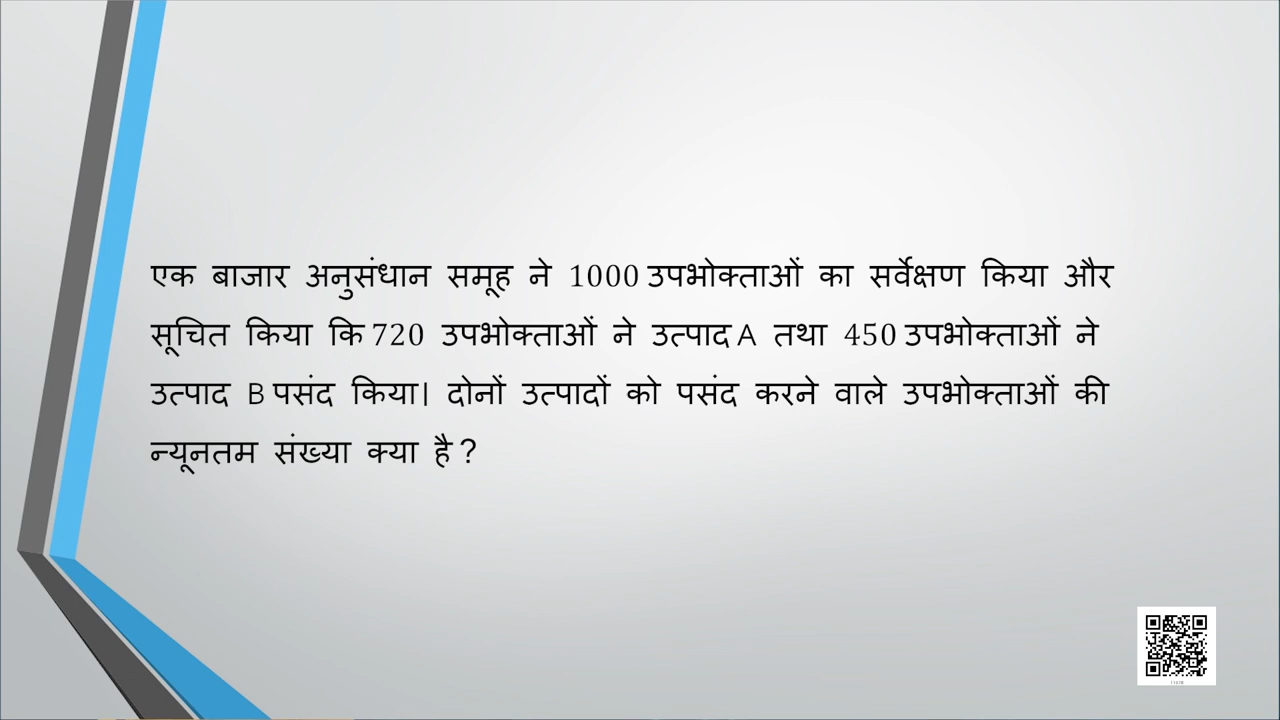 एक बाजार अनुसंधान समूह ने 1000 उपभोक्ताओं का सर्वेक्षण किया और
सूचित किया कि 720 उपभोक्ताओं ने उत्पाद A तथा 450 उपभोक्ताओं ने
उत्पाद B पसंद किया। दोनों उत्पादों को पसंद करने वाले उपभोक्ताओं की
न्यूनतम संख्या क्या है ?